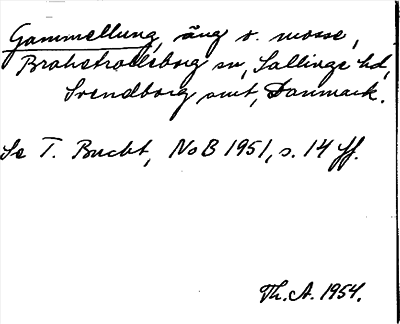 Gammellung, äng o. mosse,
Brahetrolleborg sn, Sallinge hd,
Svendborg amt, Danmark.
Se T. Bucht, NoB 1951, s. 14 ff.
Th. A. 1954.